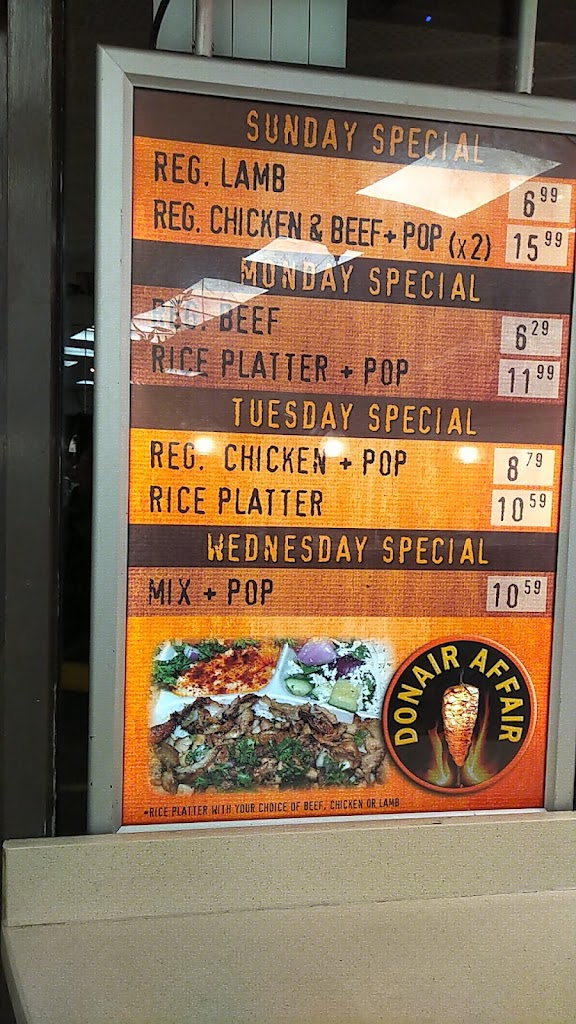 SUNDAY SPECIAL
REG. LAMB 6 99
REG. CHICKEN & BEEF + POP (x2) 15 99
MONDAY SPECIAL
REG. BEEF 6 29
RICE PLATTER + POP 11 99
TUESDAY SPECIAL
REG. CHICKEN + POP 8 79
RICE PLATTER 10 59
WEDNESDAY SPECIAL
MIX + POP 10 59
DONAIR AFFAIR
*RICE PLATTER WITH YOUR CHOICE OF BEEF, CHICKEN OR LAMB